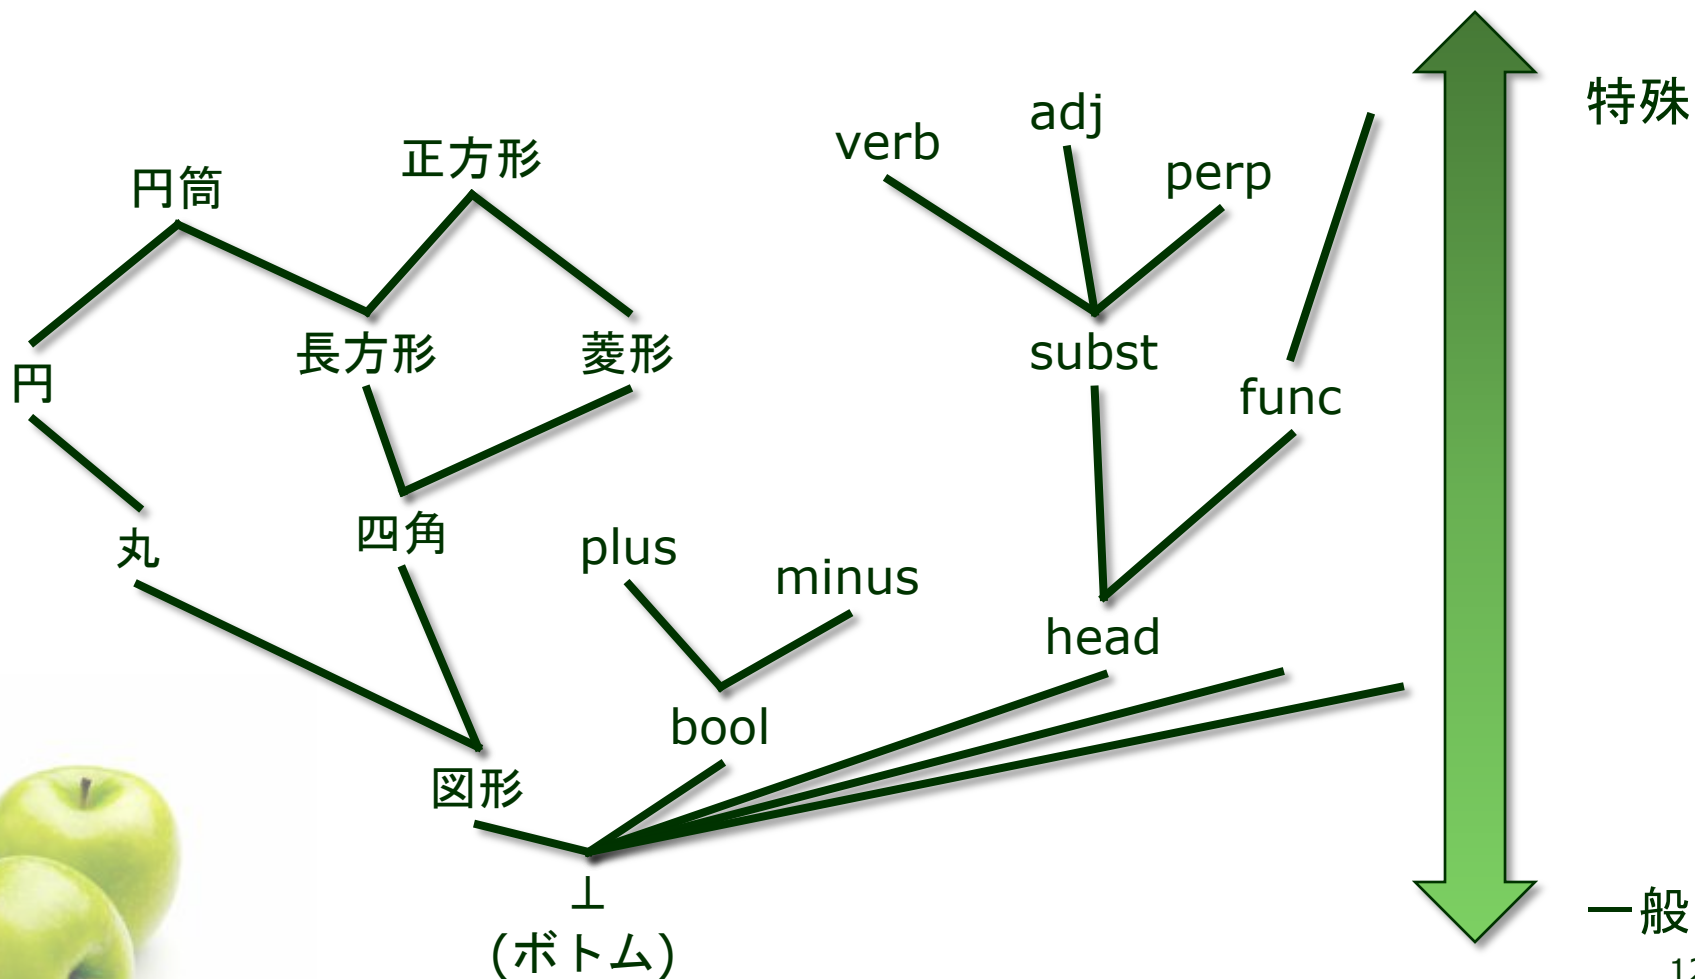 特殊
adj
verb
正方形
perp
円筒
長方形
菱形
subst
円
func
四角
丸
plus
minus
head
bool
図形
⊥
(ボトム)
一般